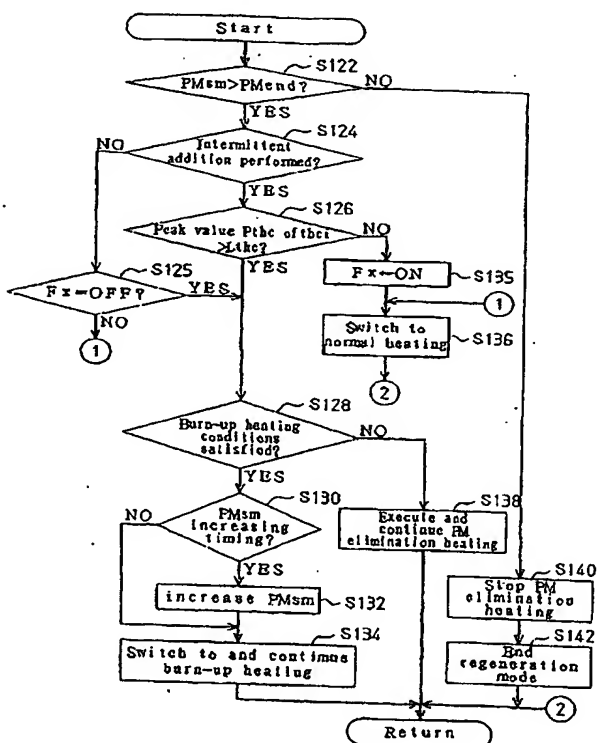 Start
S122
PMsm>PMend?
NO
YES
S124
NO
Intermittent
addition performed?
YES
S126
Peak value Pthc of thci
>Lthc?
NO
YES
S125
Fx=OFF?
YES
NO
1
Fx←ON
S135
1
Switch to
normal heating
S136
2
S128
Burn-up heating
conditions
satisfied?
NO
YES
S130
NO
PMsm
increasing
timing?
YES
S138
Execute and
continue PM
elimination heating
increase PMsm
S132
S134
Switch to and continue
burn-up heating
S140
Stop PM
elimination
heating
S142
End
regeneration
mode
2
Return